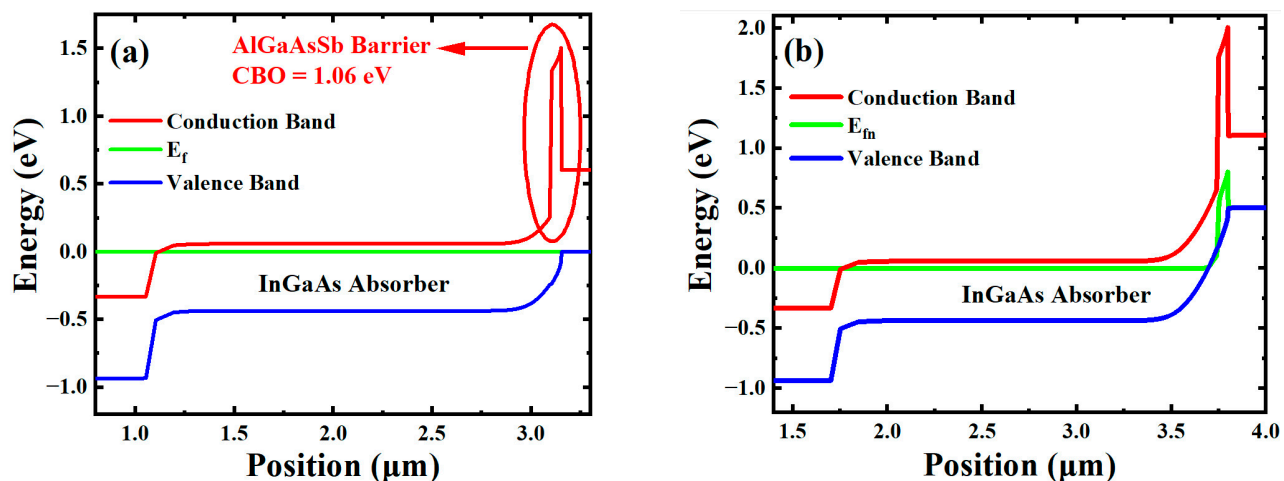 (a)
AlGaAsSb Barrier
CBO = 1.06 eV
Conduction Band
E_f
Valence Band
InGaAs Absorber
Energy (eV)
1.5
1.0
0.5
0.0
−0.5
−1.0
1.0 1.5 2.0 2.5 3.0
Position (μm)
(b)
Conduction Band
E_fn
Valence Band
InGaAs Absorber
Energy (eV)
2.0
1.5
1.0
0.5
0.0
−0.5
−1.0
1.5 2.0 2.5 3.0 3.5 4.0
Position (μm)